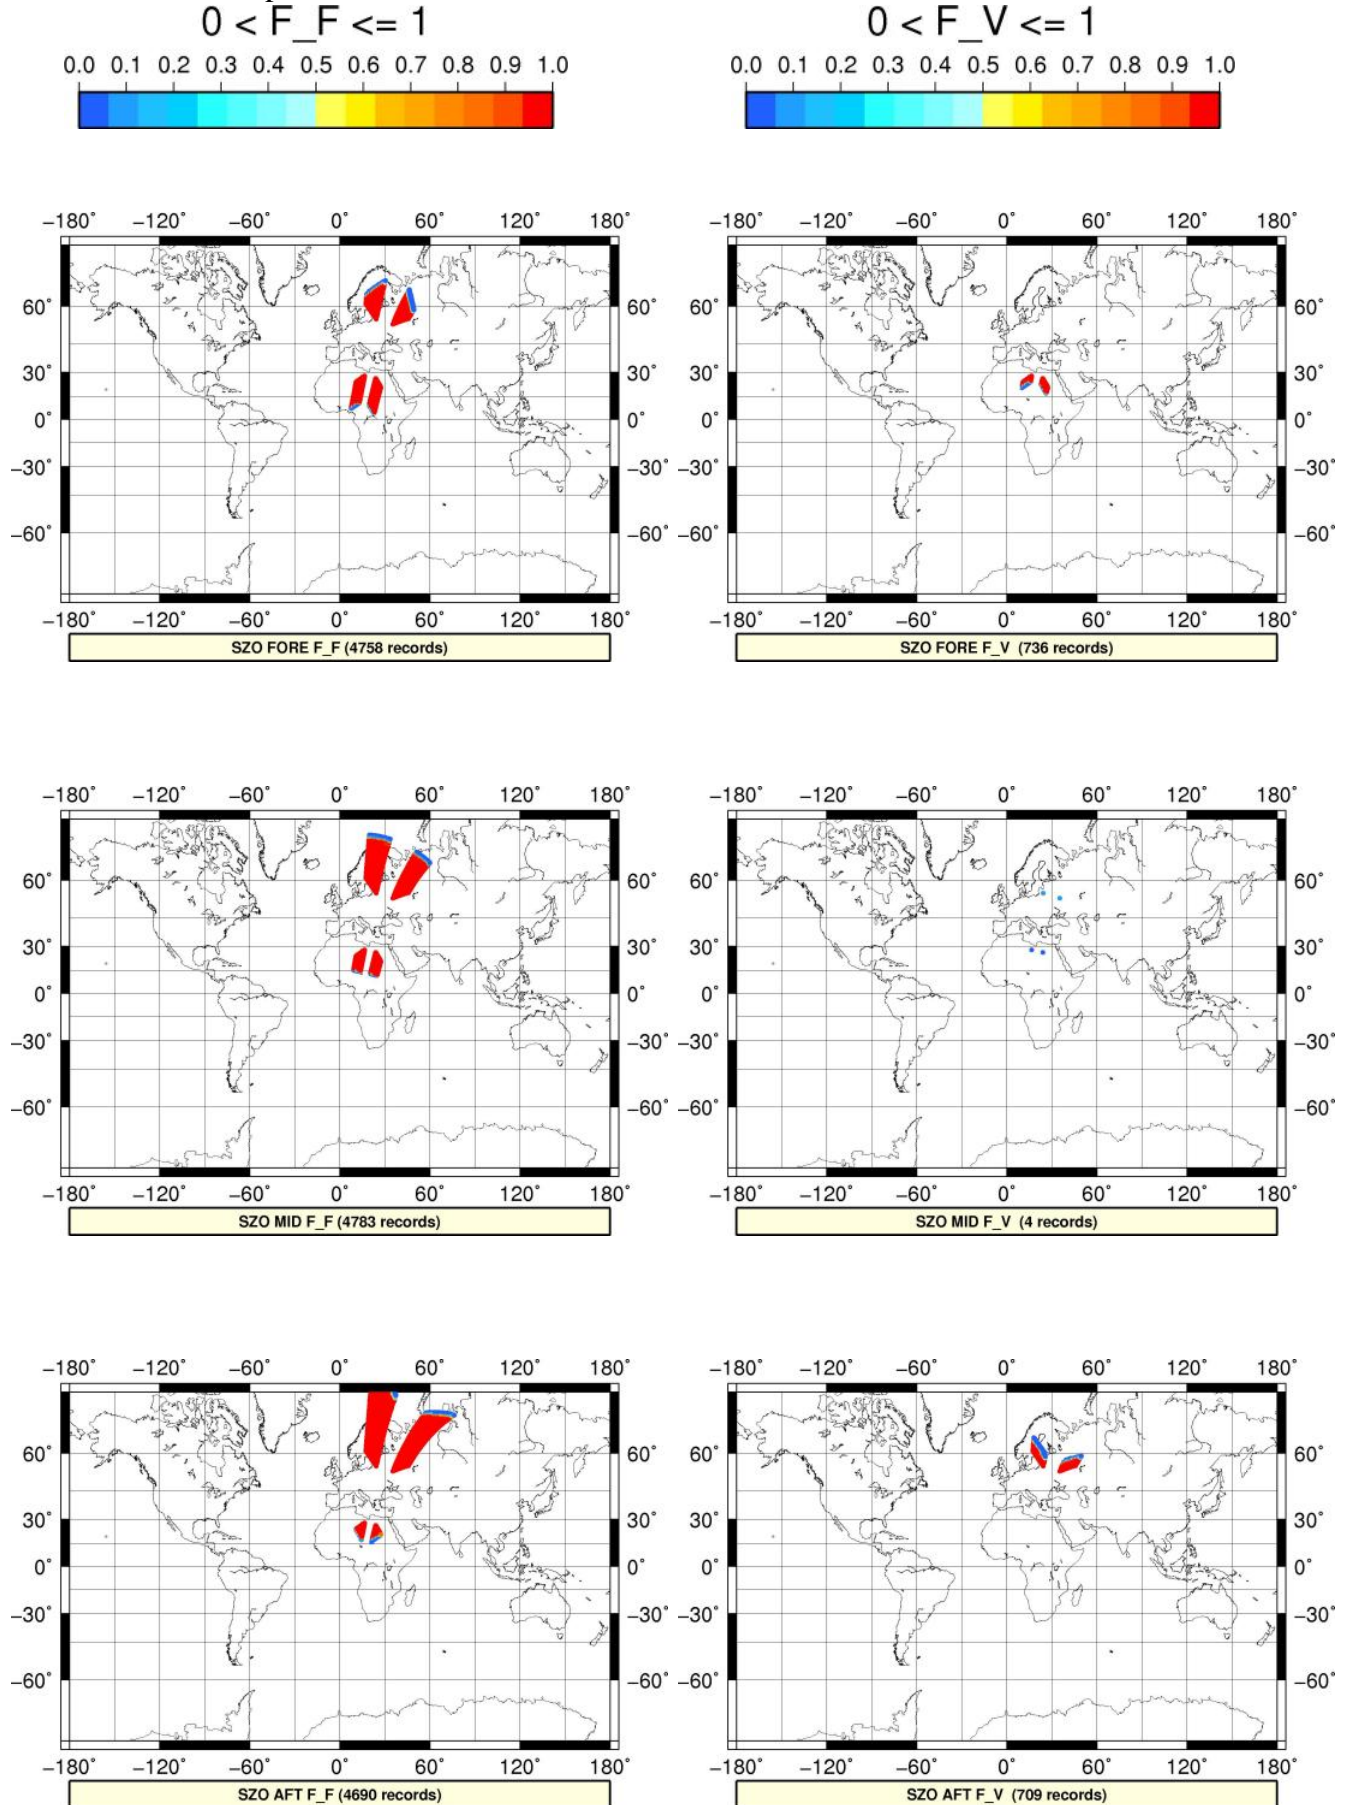 0 < F_F <= 1
0 < F_V <= 1
0.0 0.1 0.2 0.3 0.4 0.5 0.6 0.7 0.8 0.9 1.0
0.0 0.1 0.2 0.3 0.4 0.5 0.6 0.7 0.8 0.9 1.0
−180˚ −120˚ −60˚ 0˚ 60˚ 120˚ 180˚
−180˚ −120˚ −60˚ 0˚ 60˚ 120˚ 180˚
60˚ 60˚ 60˚ 60˚
30˚ 30˚ 30˚ 30˚
0˚ 0˚ 0˚ 0˚
−30˚ −30˚ −30˚ −30˚
−60˚ −60˚ −60˚ −60˚
−180˚ −120˚ −60˚ 0˚ 60˚ 120˚ 180˚
−180˚ −120˚ −60˚ 0˚ 60˚ 120˚ 180˚
SZO FORE F_F (4758 records)
SZO FORE F_V (736 records)
−180˚ −120˚ −60˚ 0˚ 60˚ 120˚ 180˚
−180˚ −120˚ −60˚ 0˚ 60˚ 120˚ 180˚
60˚ 60˚ 60˚ 60˚
30˚ 30˚ 30˚ 30˚
0˚ 0˚ 0˚ 0˚
−30˚ −30˚ −30˚ −30˚
−60˚ −60˚ −60˚ −60˚
−180˚ −120˚ −60˚ 0˚ 60˚ 120˚ 180˚
−180˚ −120˚ −60˚ 0˚ 60˚ 120˚ 180˚
SZO MID F_F (4783 records)
SZO MID F_V (4 records)
−180˚ −120˚ −60˚ 0˚ 60˚ 120˚ 180˚
−180˚ −120˚ −60˚ 0˚ 60˚ 120˚ 180˚
60˚ 60˚ 60˚ 60˚
30˚ 30˚ 30˚ 30˚
0˚ 0˚ 0˚ 0˚
−30˚ −30˚ −30˚ −30˚
−60˚ −60˚ −60˚ −60˚
−180˚ −120˚ −60˚ 0˚ 60˚ 120˚ 180˚
−180˚ −120˚ −60˚ 0˚ 60˚ 120˚ 180˚
SZO AFT F_F (4690 records)
SZO AFT F_V (709 records)